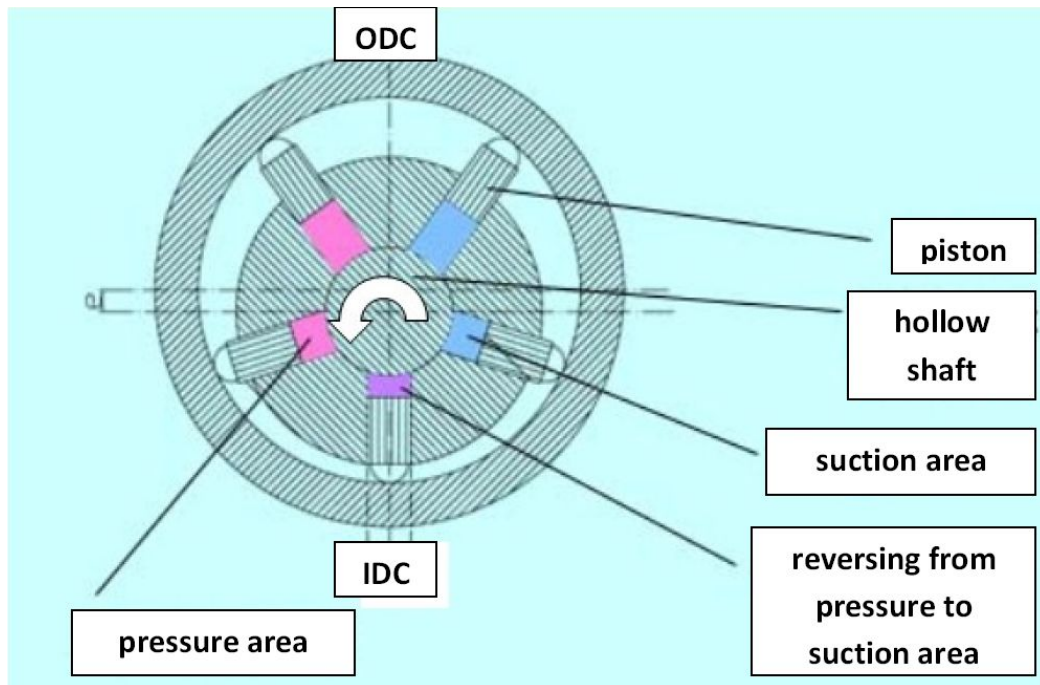 ODC
piston
hollow
shaft
e
suction area
reversing from
pressure to
suction area
IDC
pressure area